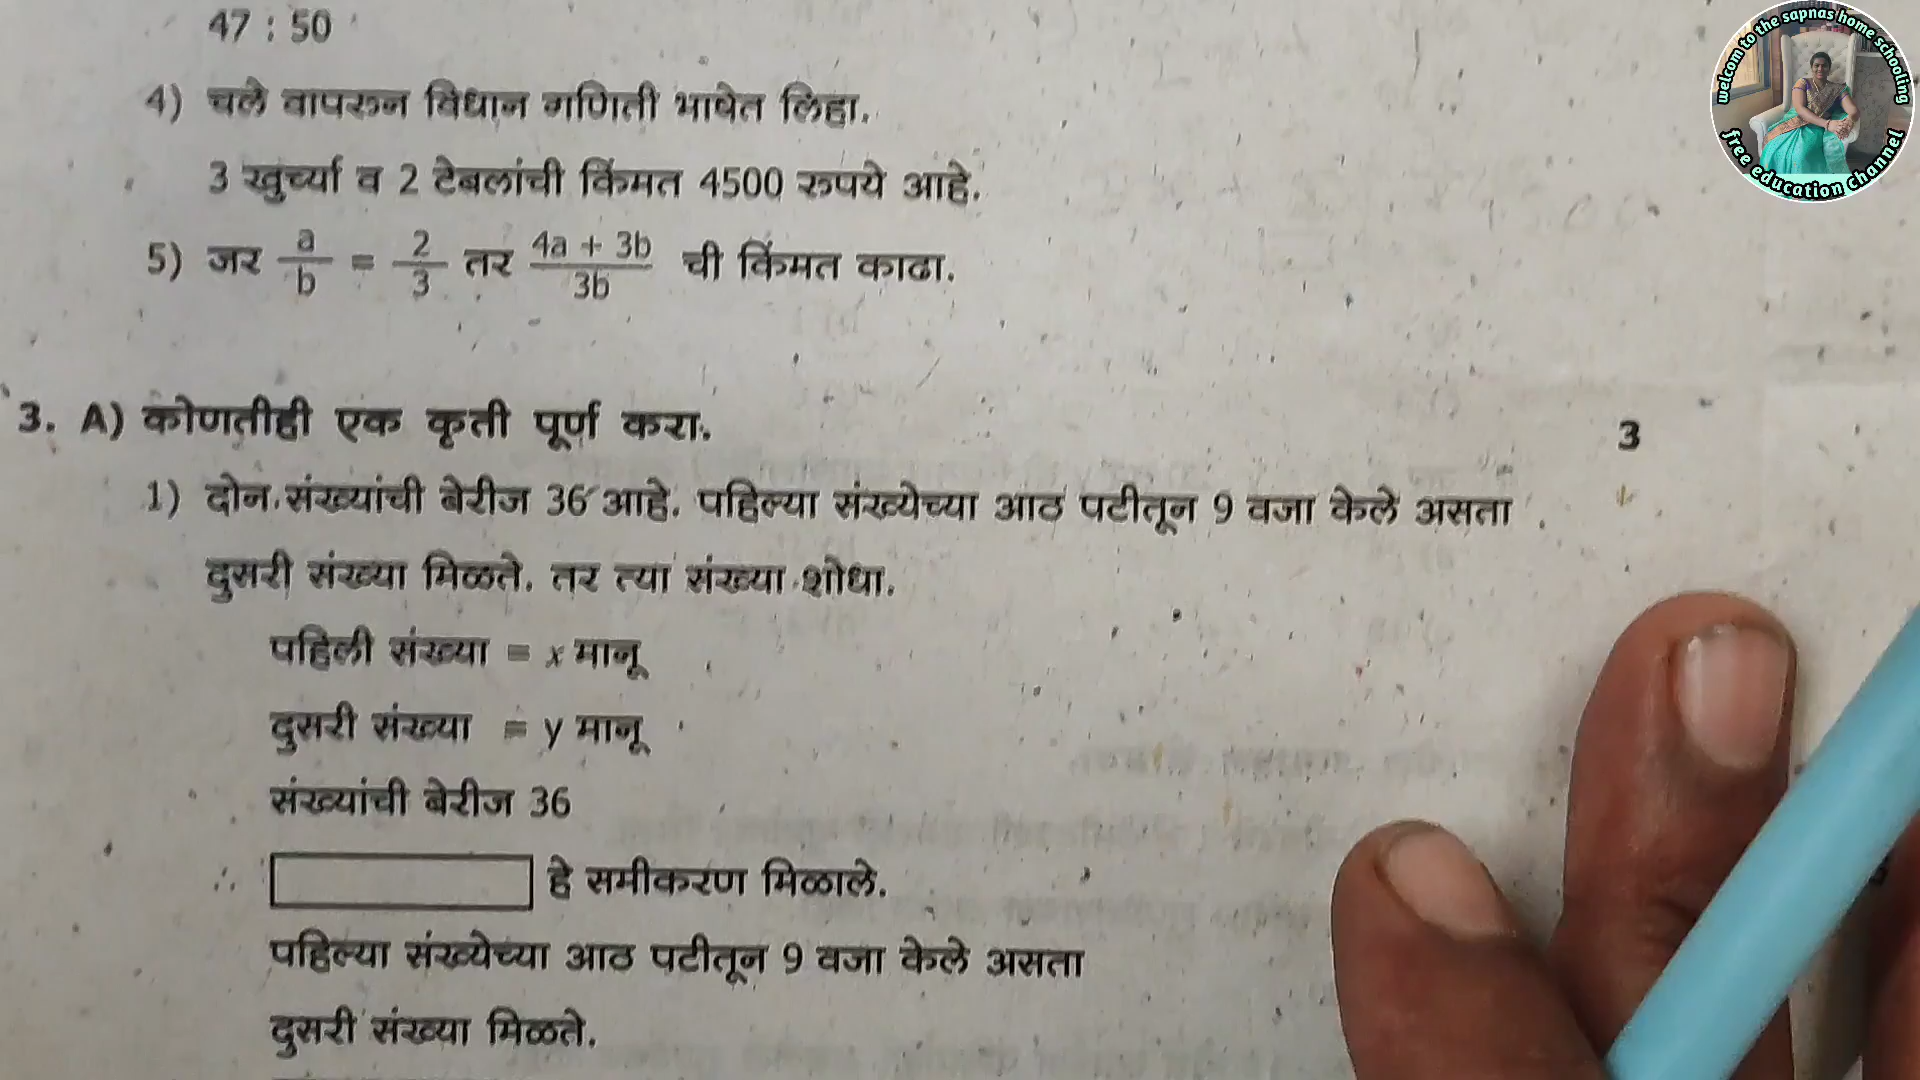 47 : 50
4) चले वापरून विधान गणिती भाषेत लिहा.
3 खुर्च्या व 2 टेबलांची किंमत 4500 रुपये आहे.
5) जर a/b = 2/3 तर (4a + 3b)/3b ची किंमत काढा.
3. A) कोणतीही एक कृती पूर्ण करा. 3
1) दोन संख्यांची बेरीज 36 आहे. पहिल्या संख्येच्या आठ पटीतून 9 वजा केले असता
दुसरी संख्या मिळते. तर त्या संख्या शोधा.
पहिली संख्या = x मानू
दुसरी संख्या = y मानू
संख्यांची बेरीज 36
∴ हे समीकरण मिळाले.
पहिल्या संख्येच्या आठ पटीतून 9 वजा केले असता
दुसरी संख्या मिळते.
welcom to the sapnas home schooling
free education channel